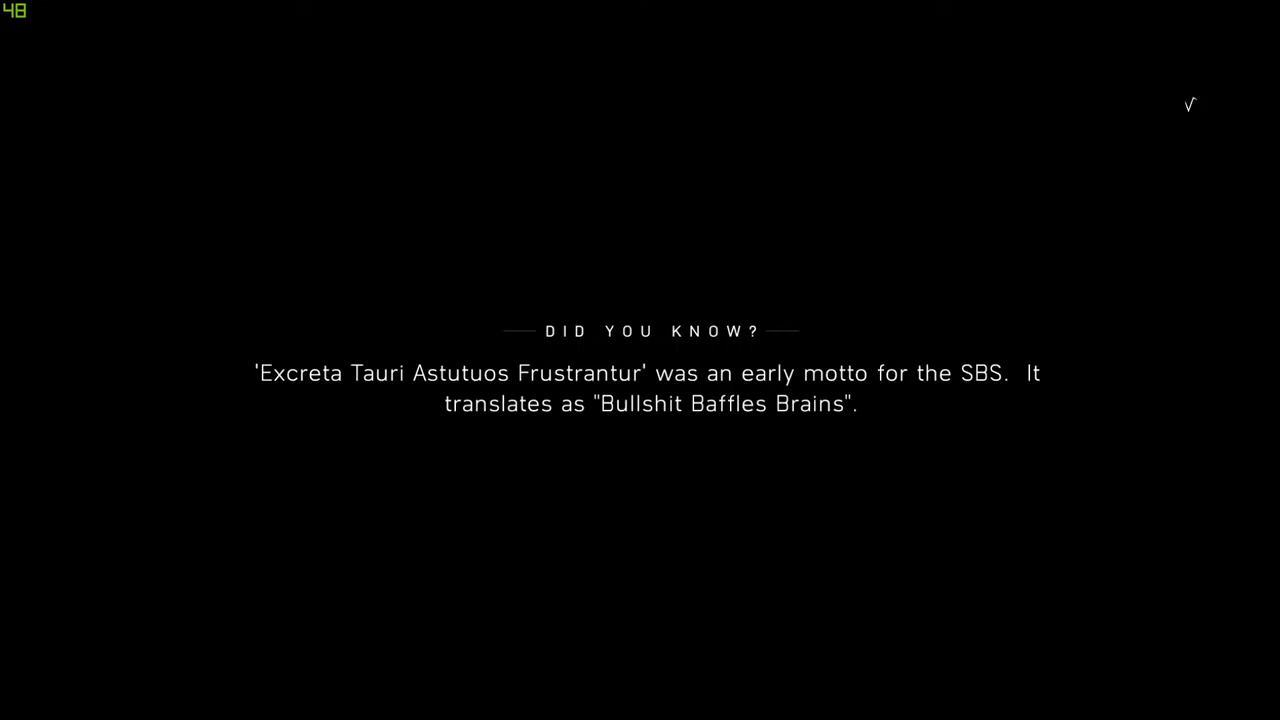 48
DID YOU KNOW?
'Excreta Tauri Astutuos Frustrantur' was an early motto for the SBS.  It
translates as "Bullshit Baffles Brains".